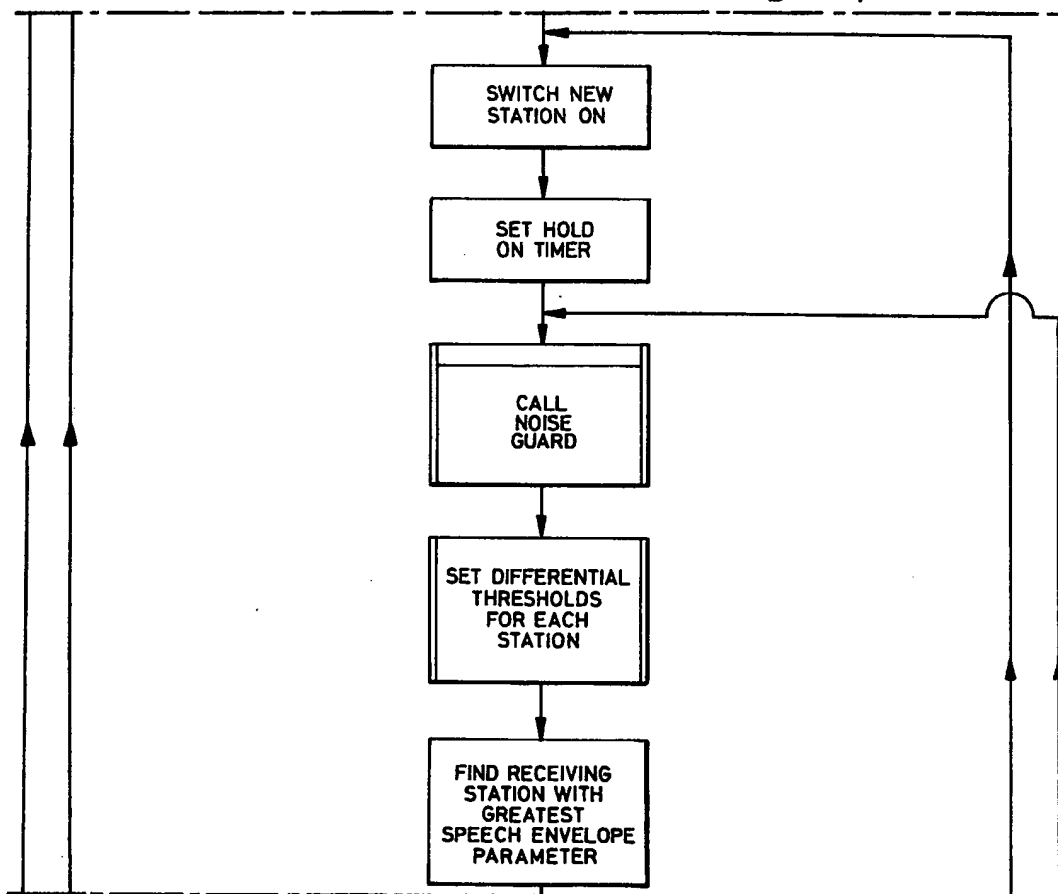 SWITCH NEW
STATION ON
SET HOLD
ON TIMER
CALL
NOISE
GUARD
SET DIFFERENTIAL
THRESHOLDS
FOR EACH
STATION
FIND RECEIVING
STATION WITH
GREATEST
SPEECH ENVELOPE
PARAMETER